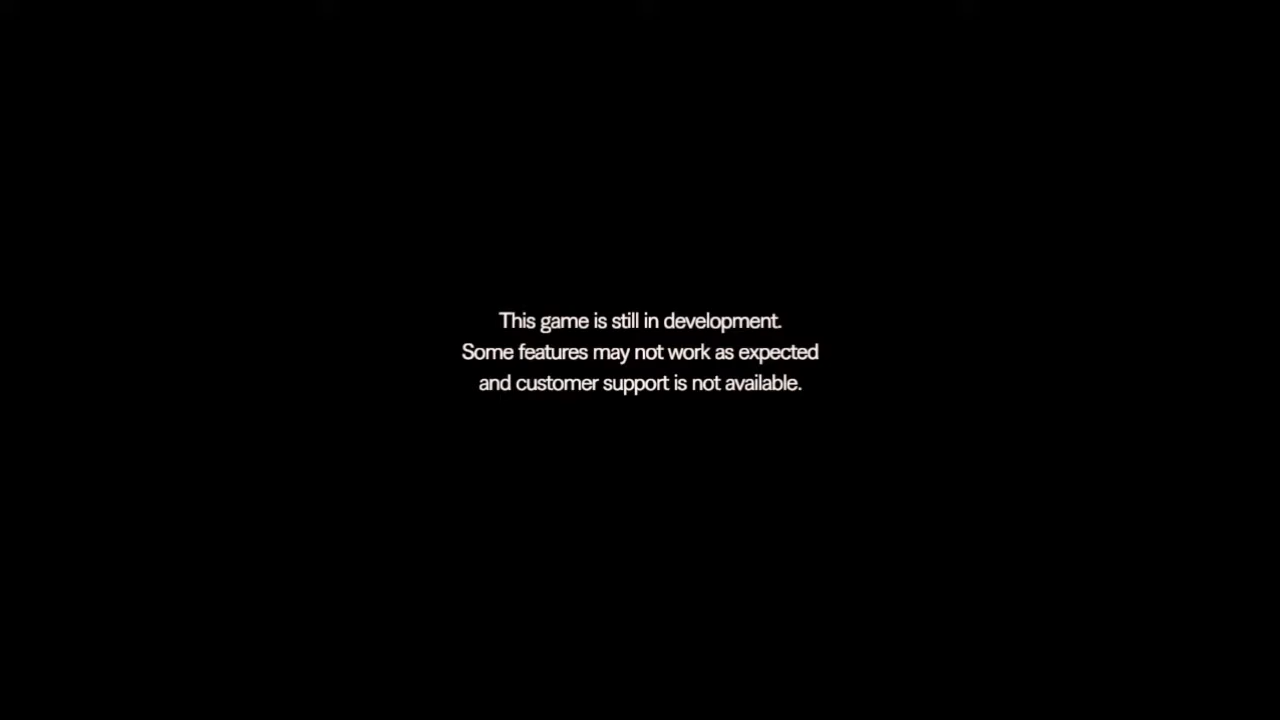 This game is still in development.
Some features may not work as expected
and customer support is not available.